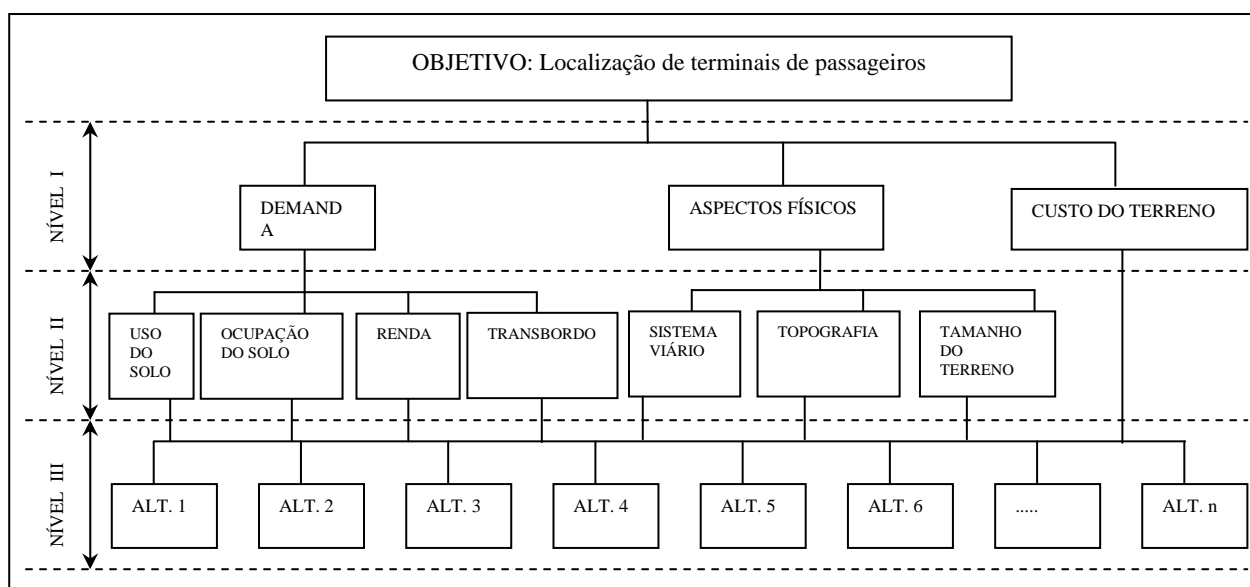 OBJETIVO: Localização de terminais de passageiros
NÍVEL I
DEMAND
A
ASPECTOS FÍSICOS
CUSTO DO TERRENO
NÍVEL II
USO
DO
SOLO
OCUPAÇÃO
DO SOLO
RENDA
TRANSBORDO
SISTEMA
VIÁRIO
TOPOGRAFIA
TAMANHO
DO
TERRENO
NÍVEL III
ALT. 1
ALT. 2
ALT. 3
ALT. 4
ALT. 5
ALT. 6
.....
ALT. n